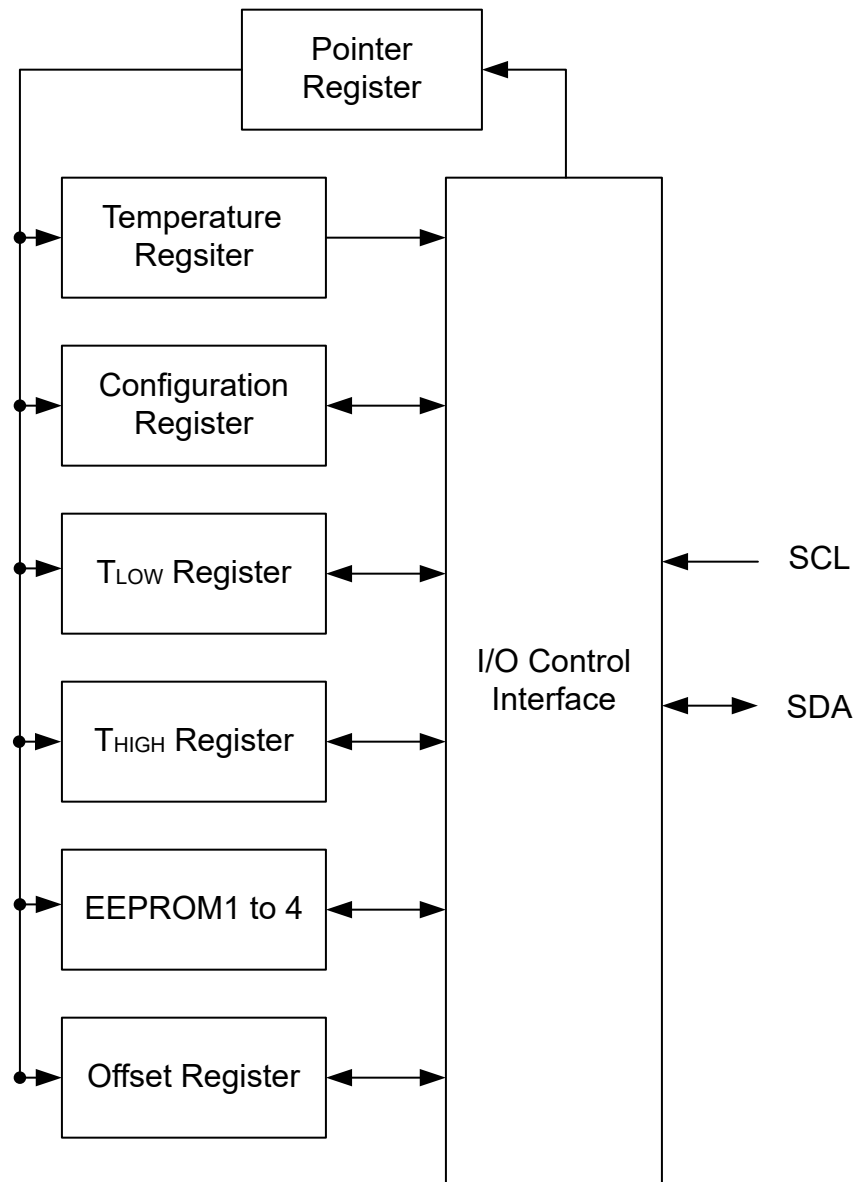 Pointer
Register
Temperature
Regsiter
Configuration
Register
TLOW Register
SCL
I/O Control
Interface
SDA
THIGH Register
EEPROM1 to 4
Offset Register